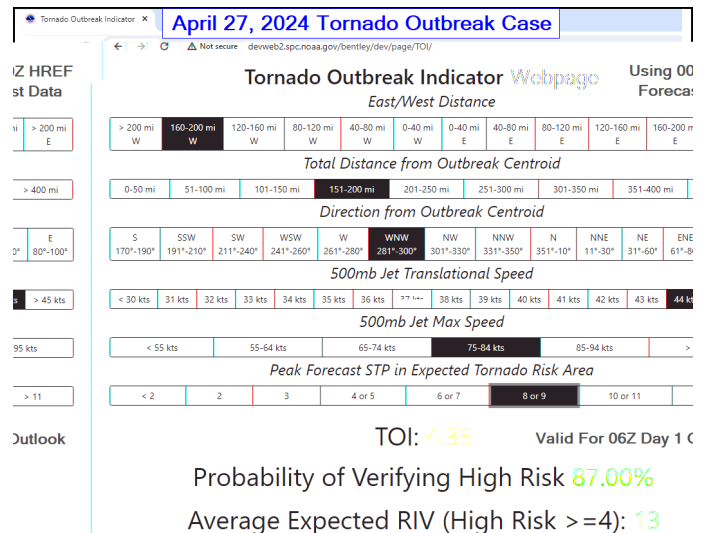 Tornado Outbreak Indicator ×
April 27, 2024 Tornado Outbreak Case
Not secure devweb2.spc.noaa.gov/bentley/dev/page/TOI/
Z HREF
st Data
Tornado Outbreak Indicator Webpage
Using 00
Forecas
East/West Distance
mi > 200 mi E
> 200 mi W 160-200 mi W 120-160 mi W 80-120 mi W 40-80 mi W 0-40 mi W 0-40 mi E 40-80 mi E 80-120 mi E 120-160 mi E 160-200 m E
Total Distance from Outbreak Centroid
> 400 mi
0-50 mi 51-100 mi 101-150 mi 151-200 mi 201-250 mi 251-300 mi 301-350 mi 351-400 mi
Direction from Outbreak Centroid
E 80°-100°
S 170°-190° SSW 191°-210° SW 211°-240° WSW 241°-260° W 261°-280° WNW 281°-300° NW 301°-330° NNW 331°-350° N 351°-10° NNE 11°-30° NE 31°-60° ENE 61°-8
500mb Jet Translational Speed
s > 45 kts
< 30 kts 31 kts 32 kts 33 kts 34 kts 35 kts 36 kts 38 kts 39 kts 40 kts 41 kts 42 kts 43 kts 44 kt
500mb Jet Max Speed
95 kts
< 55 kts 55-64 kts 65-74 kts 75-84 kts 85-94 kts >
Peak Forecast STP in Expected Tornado Risk Area
> 11
< 2 2 3 4 or 5 6 or 7 8 or 9 10 or 11
Outlook
TOI:
Valid For 06Z Day 1
Probability of Verifying High Risk 87.00%
Average Expected RIV (High Risk >=4): 13